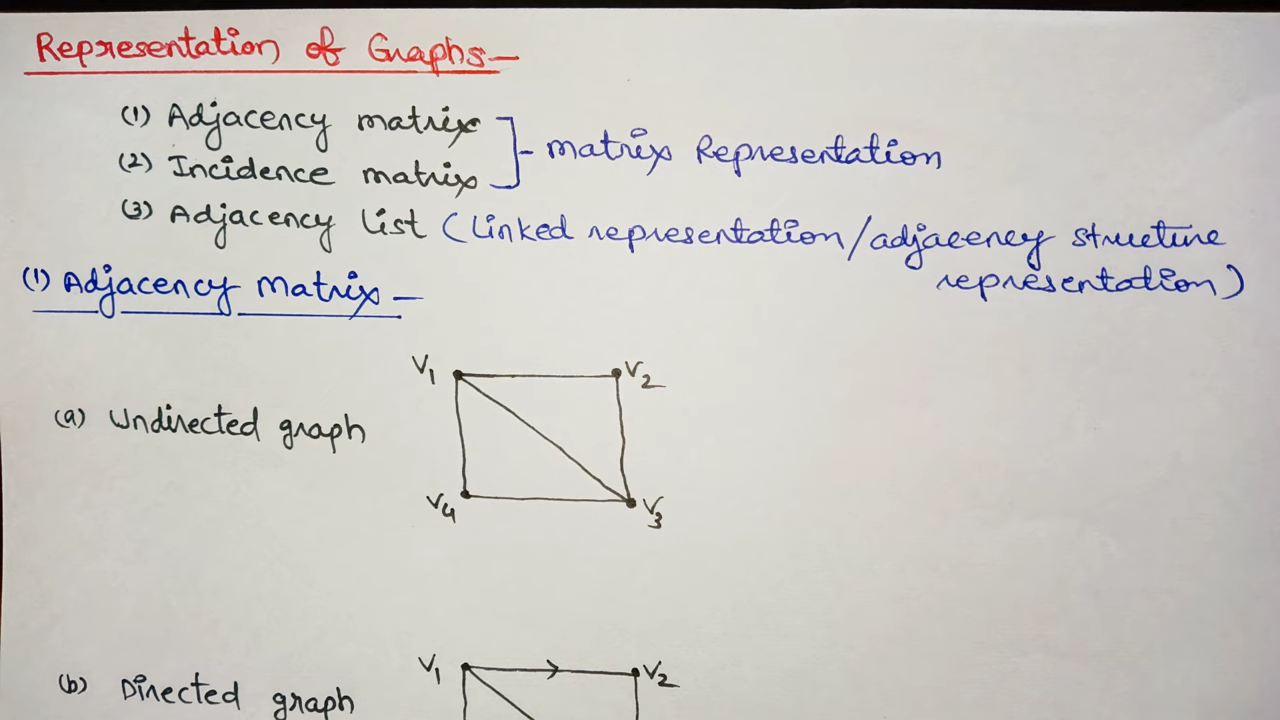 Representation of Graphs-
(1) Adjacency matrix
(2) Incidence matrix
- matrix Representation
(3) Adjacency list (linked representation/adjacency structure
representation)
(1) Adjacency Matrix -
V1 V2
(a) Undirected graph
V4 V3
V1 V2
(b) Directed graph